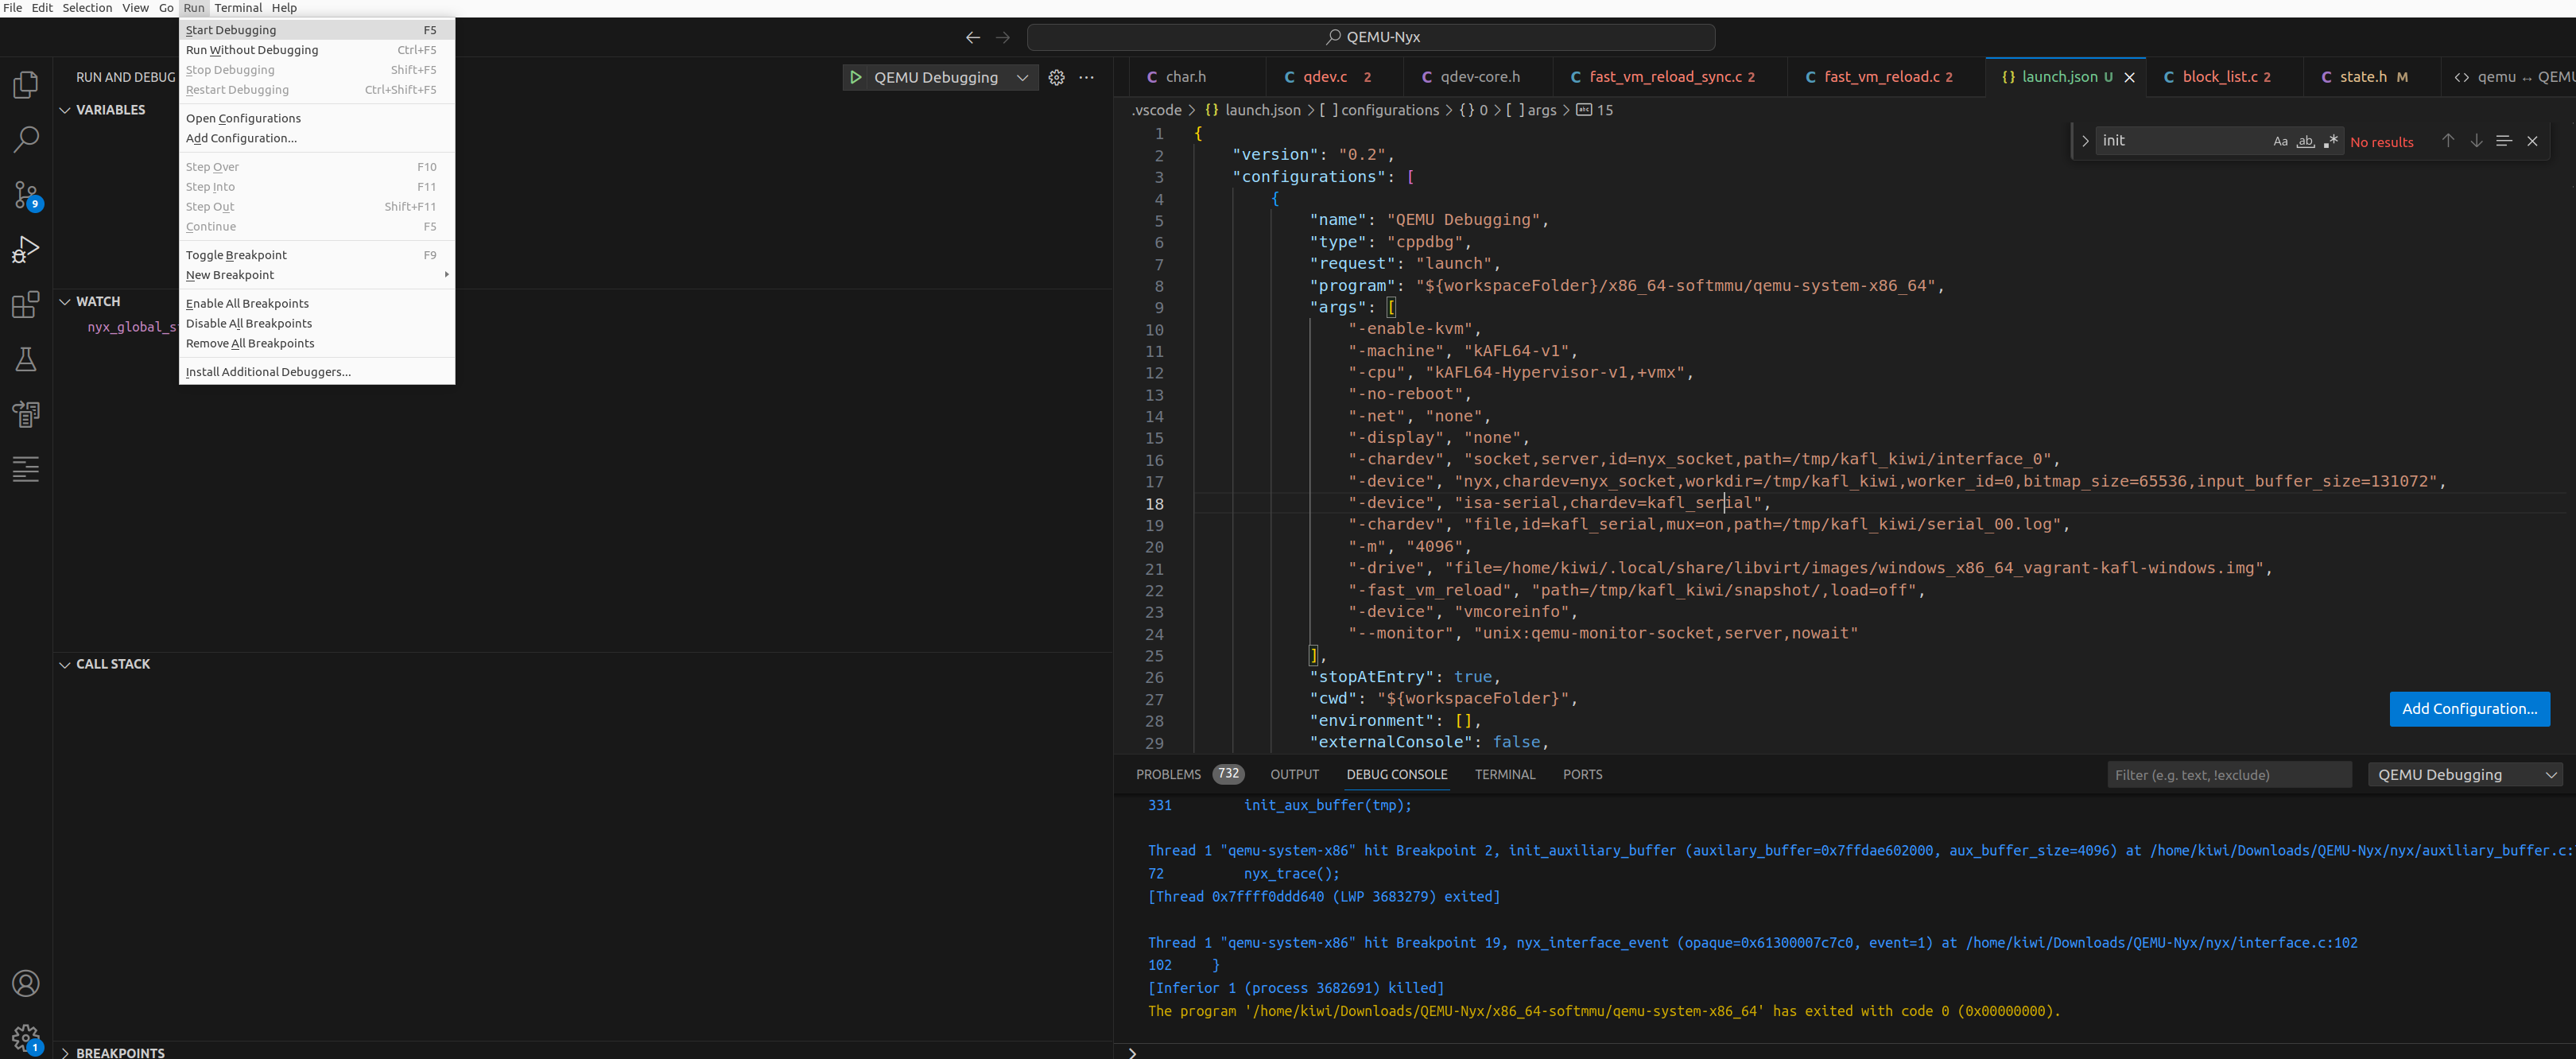 File Edit Selection View Go Run Terminal Help
Start Debugging F5
Run Without Debugging Ctrl+F5
Stop Debugging Shift+F5
Restart Debugging Ctrl+Shift+F5
Open Configurations
Add Configuration...
Step Over F10
Step Into F11
Step Out Shift+F11
Continue F5
Toggle Breakpoint F9
New Breakpoint
Enable All Breakpoints
Disable All Breakpoints
Remove All Breakpoints
Install Additional Debuggers...
QEMU-Nyx
RUN AND DEBUG
QEMU Debugging
VARIABLES
WATCH
nyx_global_s
CALL STACK
BREAKPOINTS
9
1
char.h
qdev.c 2
qdev-core.h
fast_vm_reload_sync.c 2
fast_vm_reload.c 2
launch.json U
block_list.c 2
state.h M
qemu ↔ QEMU
.vscode > {} launch.json > [ ] configurations > {} 0 > [ ] args > abc 15
init Aa ab .* No results
1 {
2 "version": "0.2",
3 "configurations": [
4 {
5 "name": "QEMU Debugging",
6 "type": "cppdbg",
7 "request": "launch",
8 "program": "${workspaceFolder}/x86_64-softmmu/qemu-system-x86_64",
9 "args": [
10 "-enable-kvm",
11 "-machine", "kAFL64-v1",
12 "-cpu", "kAFL64-Hypervisor-v1,+vmx",
13 "-no-reboot",
14 "-net", "none",
15 "-display", "none",
16 "-chardev", "socket,server,id=nyx_socket,path=/tmp/kafl_kiwi/interface_0",
17 "-device", "nyx,chardev=nyx_socket,workdir=/tmp/kafl_kiwi,worker_id=0,bitmap_size=65536,input_buffer_size=131072",
18 "-device", "isa-serial,chardev=kafl_serial",
19 "-chardev", "file,id=kafl_serial,mux=on,path=/tmp/kafl_kiwi/serial_00.log",
20 "-m", "4096",
21 "-drive", "file=/home/kiwi/.local/share/libvirt/images/windows_x86_64_vagrant-kafl-windows.img",
22 "-fast_vm_reload", "path=/tmp/kafl_kiwi/snapshot/,load=off",
23 "-device", "vmcoreinfo",
24 "--monitor", "unix:qemu-monitor-socket,server,nowait"
25 ],
26 "stopAtEntry": true,
27 "cwd": "${workspaceFolder}",
28 "environment": [],
29 "externalConsole": false,
Add Configuration...
PROBLEMS 732 OUTPUT DEBUG CONSOLE TERMINAL PORTS
Filter (e.g. text, !exclude)
QEMU Debugging
331 init_aux_buffer(tmp);
Thread 1 "qemu-system-x86" hit Breakpoint 2, init_auxiliary_buffer (auxilary_buffer=0x7ffdae602000, aux_buffer_size=4096) at /home/kiwi/Downloads/QEMU-Nyx/nyx/auxiliary_buffer.c:
72 nyx_trace();
[Thread 0x7ffff0ddd640 (LWP 3683279) exited]
Thread 1 "qemu-system-x86" hit Breakpoint 19, nyx_interface_event (opaque=0x61300007c7c0, event=1) at /home/kiwi/Downloads/QEMU-Nyx/nyx/interface.c:102
102 }
[Inferior 1 (process 3682691) killed]
The program '/home/kiwi/Downloads/QEMU-Nyx/x86_64-softmmu/qemu-system-x86_64' has exited with code 0 (0x00000000).